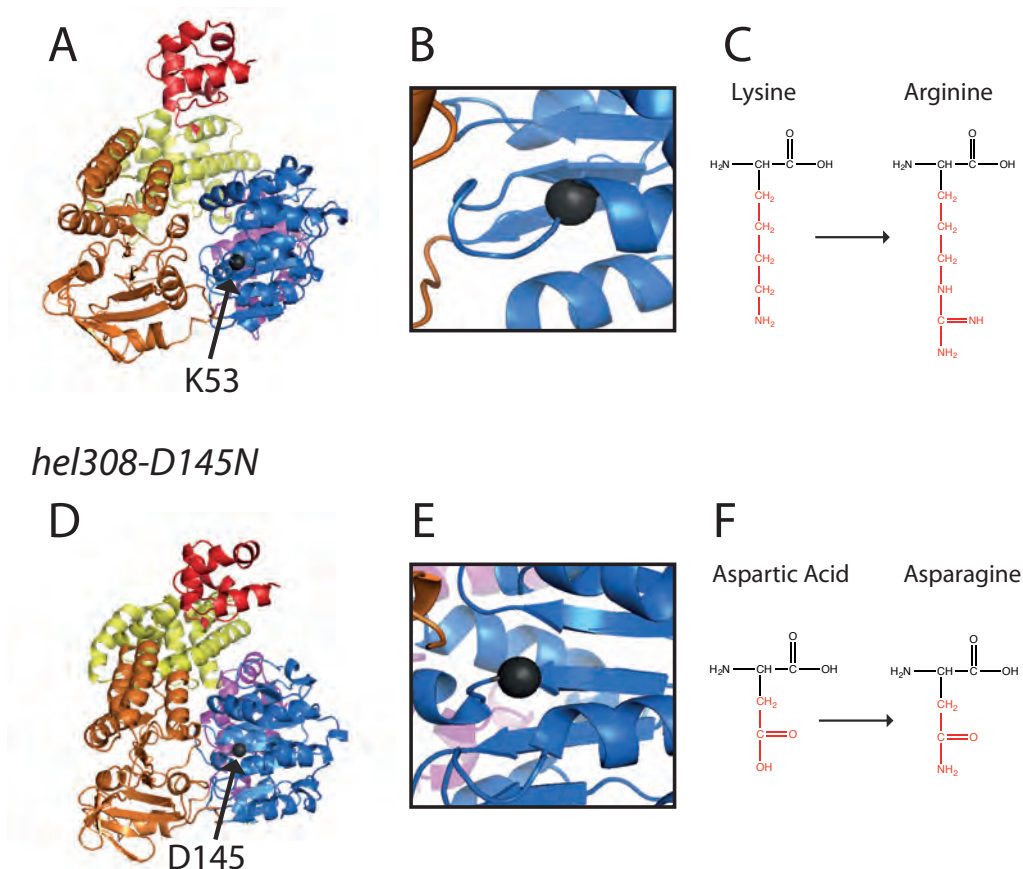 A
B
C
Lysine
Arginine
H₂N—CH—C—OH
O
CH₂
CH₂
CH₂
CH₂
NH₂
H₂N—CH—C—OH
O
CH₂
CH₂
CH₂
NH
C=NH
NH₂
K53
hel308-D145N
D
E
F
Aspartic Acid
Asparagine
O
H₂N—CH—C—OH
CH₂
C=O
OH
O
H₂N—CH—C—OH
CH₂
C=O
NH₂
D145